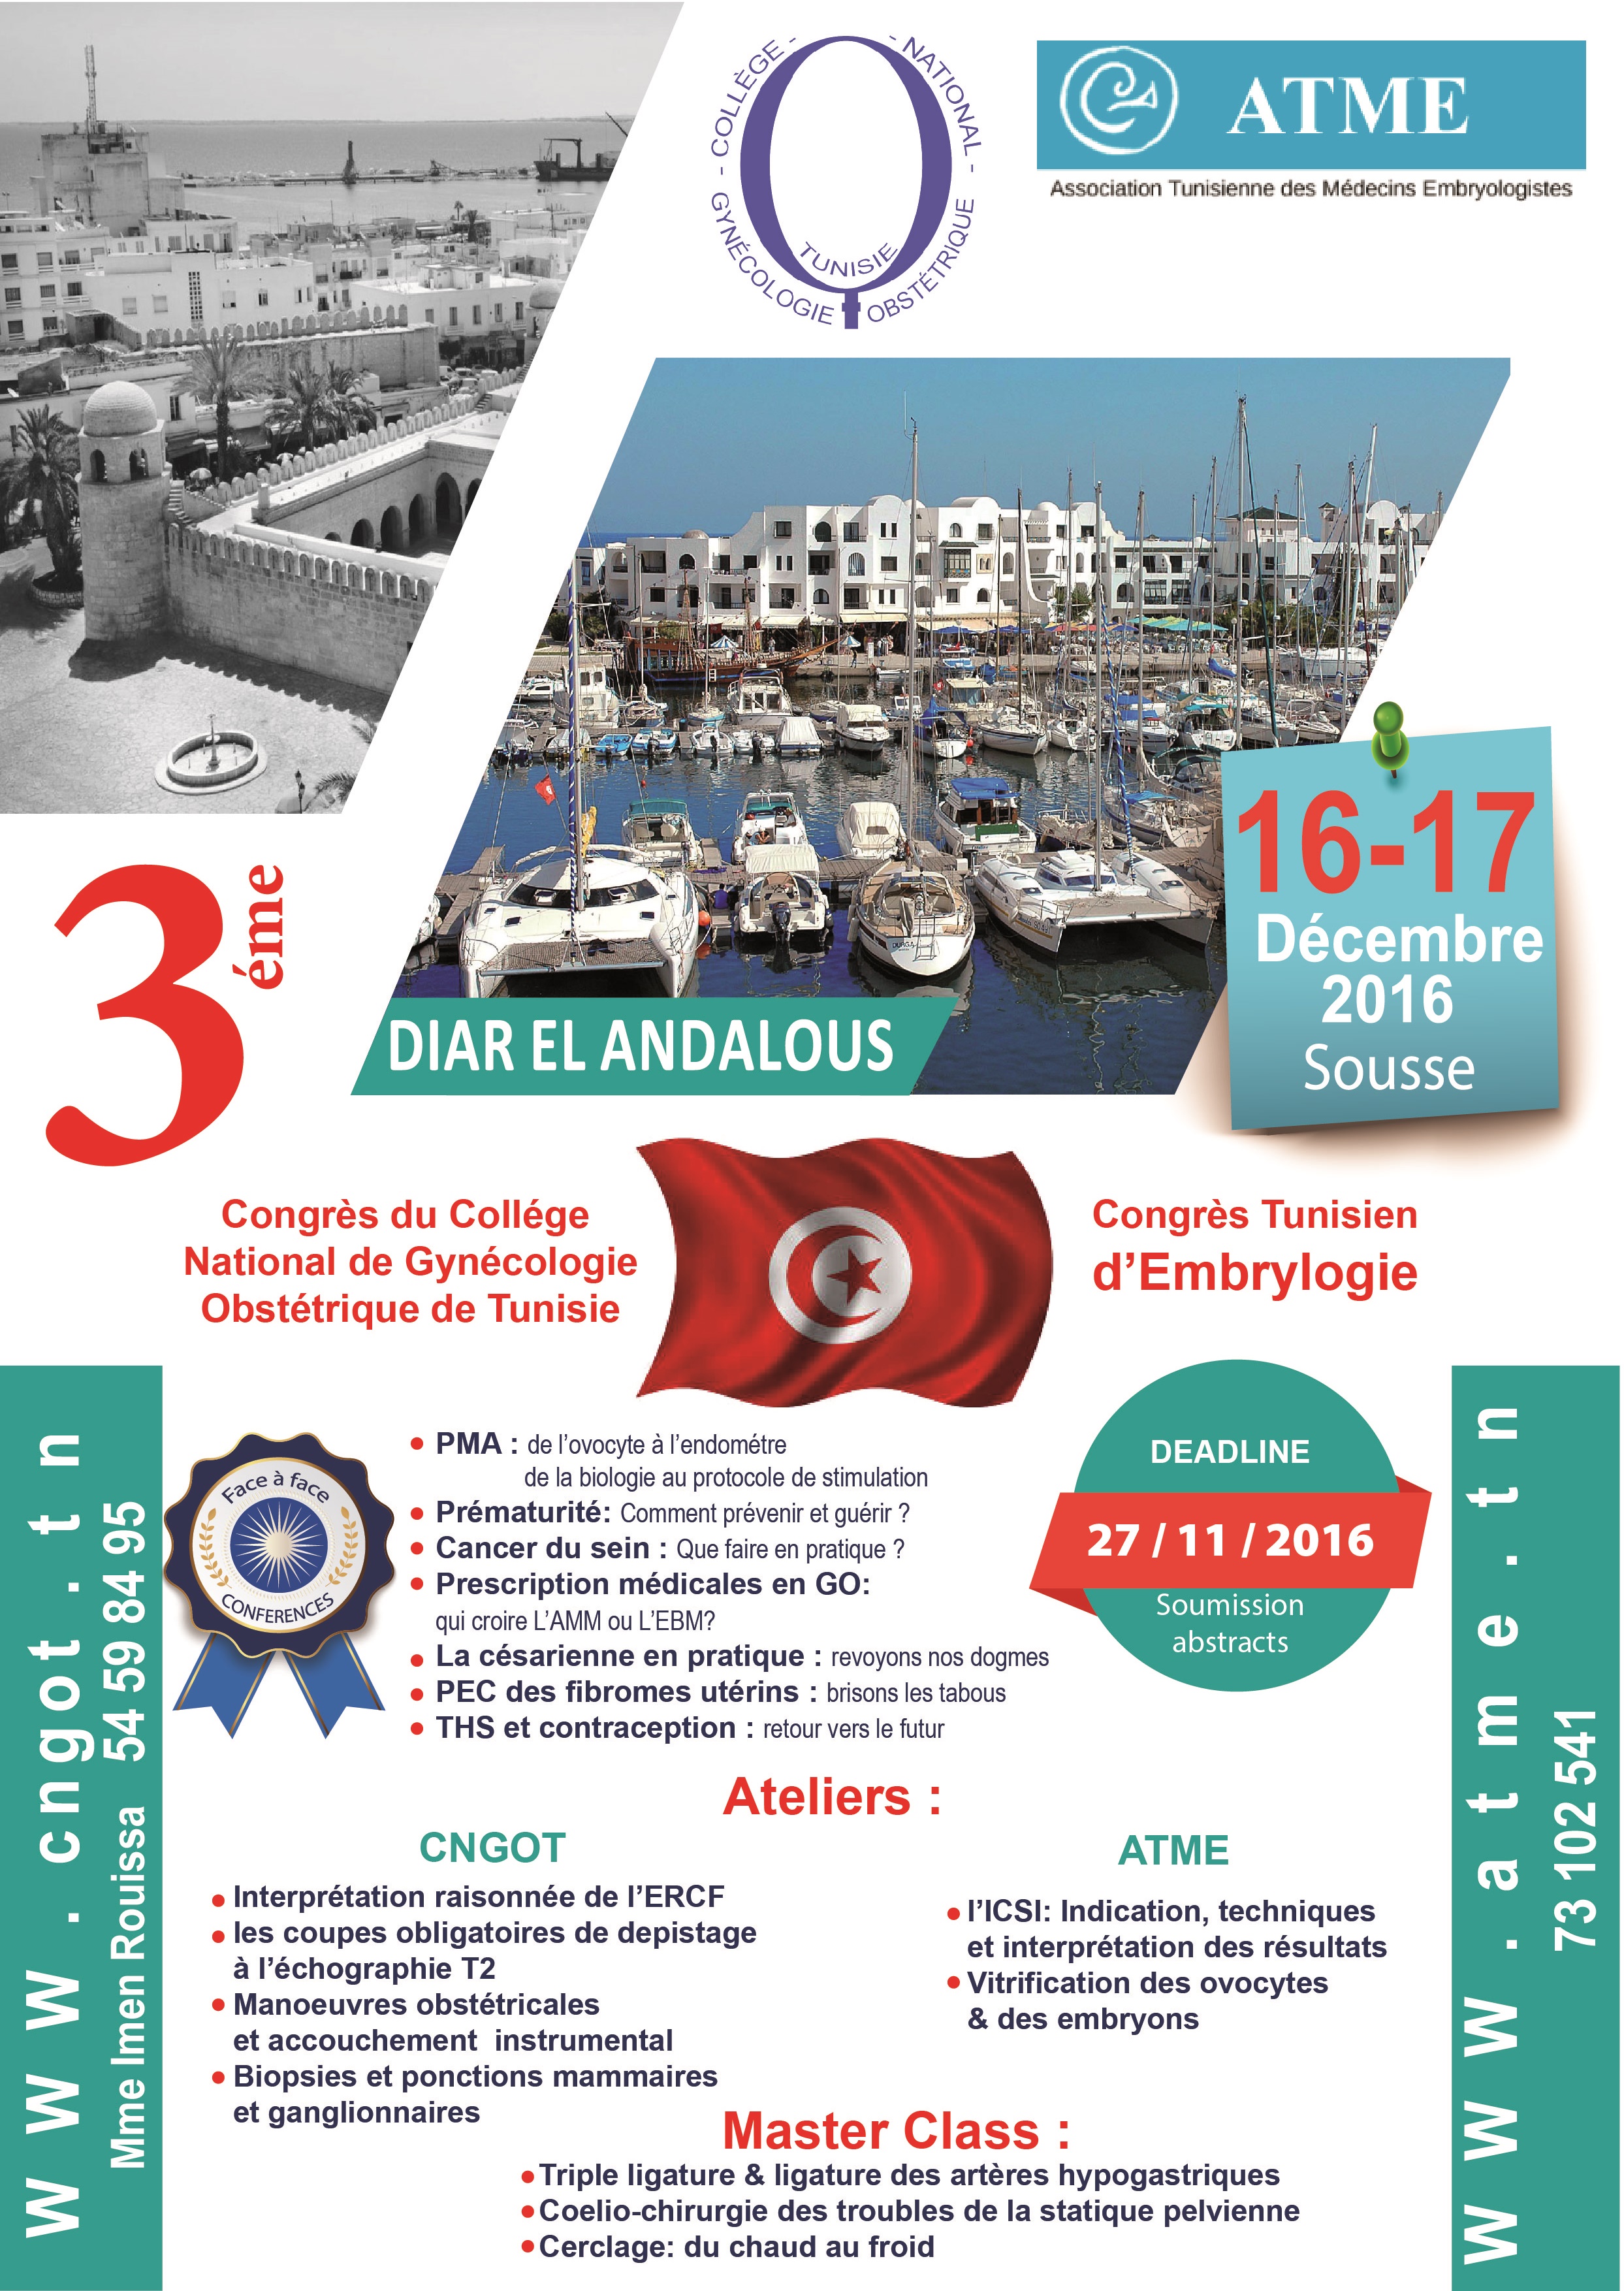 COLLÈGE - - NATIONAL -
- GYNÉCOLOGIE OBSTÉTRIQUE
TUNISIE
ATME
Association Tunisienne des Médecins Embryologistes
16-17
Décembre
2016
Sousse
3éme
DURGA
DIAR EL ANDALOUS
Congrès du Collége
National de Gynécologie
Obstétrique de Tunisie
Congrès Tunisien
d’Embrylogie
Face à face
CONFERENCES
• PMA : de l’ovocyte à l’endométre
de la biologie au protocole de stimulation
• Prématurité: Comment prévenir et guérir ?
• Cancer du sein : Que faire en pratique ?
• Prescription médicales en GO:
qui croire L’AMM ou L’EBM?
• La césarienne en pratique : revoyons nos dogmes
• PEC des fibromes utérins : brisons les tabous
• THS et contraception : retour vers le futur
DEADLINE
27 / 11 / 2016
Soumission
abstracts
www.cngot.tn
Mme Imen Rouissa 54 59 84 95
www.atme.tn
73 102 541
Ateliers :
CNGOT
• Interprétation raisonnée de l’ERCF
• les coupes obligatoires de depistage
à l’échographie T2
• Manoeuvres obstétricales
et accouchement instrumental
• Biopsies et ponctions mammaires
et ganglionnaires
ATME
• l’ICSI: Indication, techniques
et interprétation des résultats
• Vitrification des ovocytes
& des embryons
Master Class :
• Triple ligature & ligature des artères hypogastriques
• Coelio-chirurgie des troubles de la statique pelvienne
• Cerclage: du chaud au froid